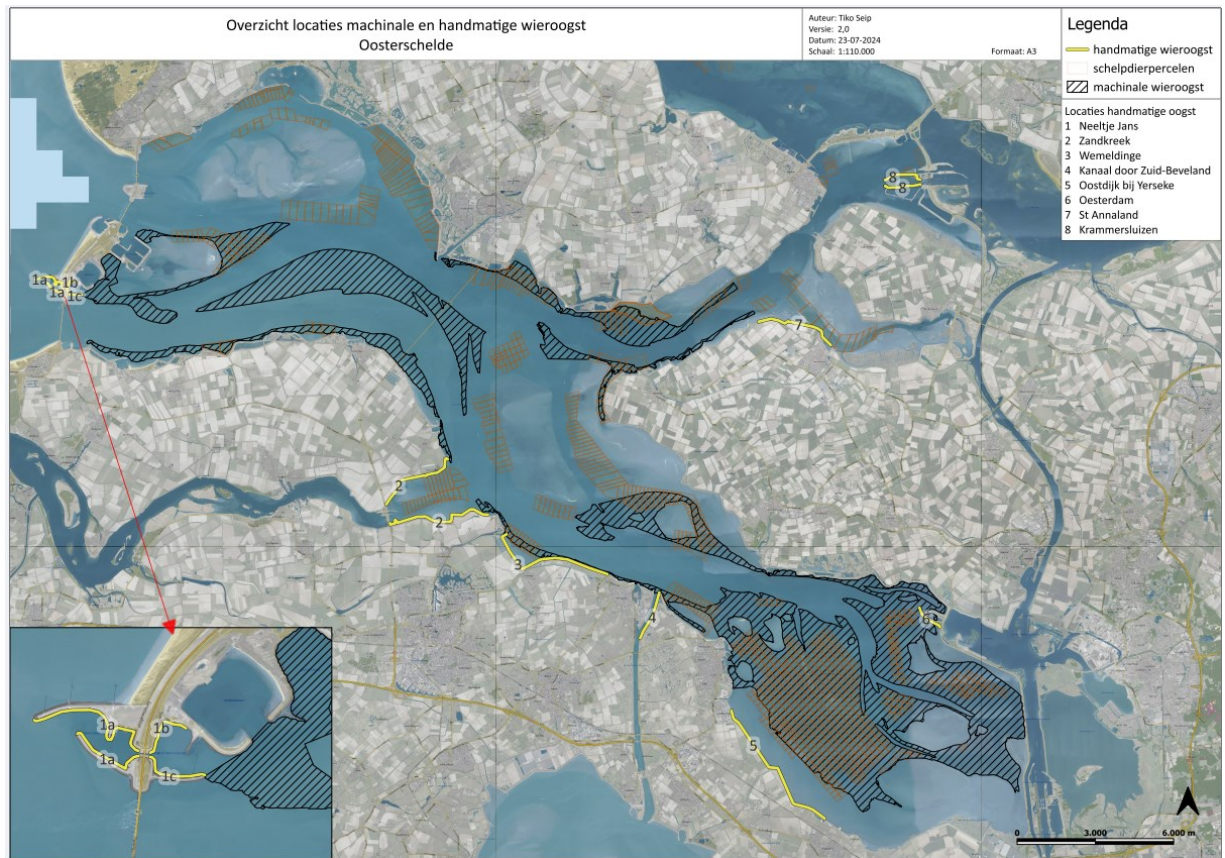 Overzicht locaties machinale en handmatige wieroogst
Oosterschelde
Auteur: Tiko Seip
Versie: 2,0
Datum: 23-07-2024
Schaal: 1:110.000
Formaat: A3
Legenda
handmatige wieroogst
schelpdierpercelen
machinale wieroogst
Locaties handmatige oogst
1 Neeltje Jans
2 Zandkreek
3 Wemeldinge
4 Kanaal door Zuid-Beveland
5 Oostdijk bij Yerseke
6 Oesterdam
7 St Annaland
8 Krammersluizen
8
8
1a 1b
1a 1c
7
2
2
3
4
6
5
1a 1b
1a 1c
0 3.000 6.000 m